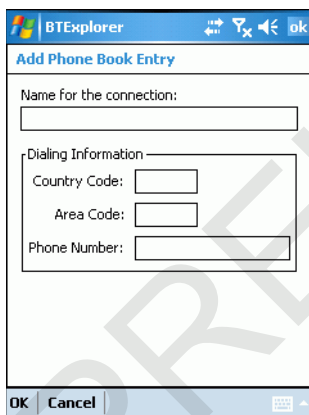 BTExplorer ok
Add Phone Book Entry
Name for the connection:
Dialing Information
Country Code:
Area Code:
Phone Number:
OK Cancel